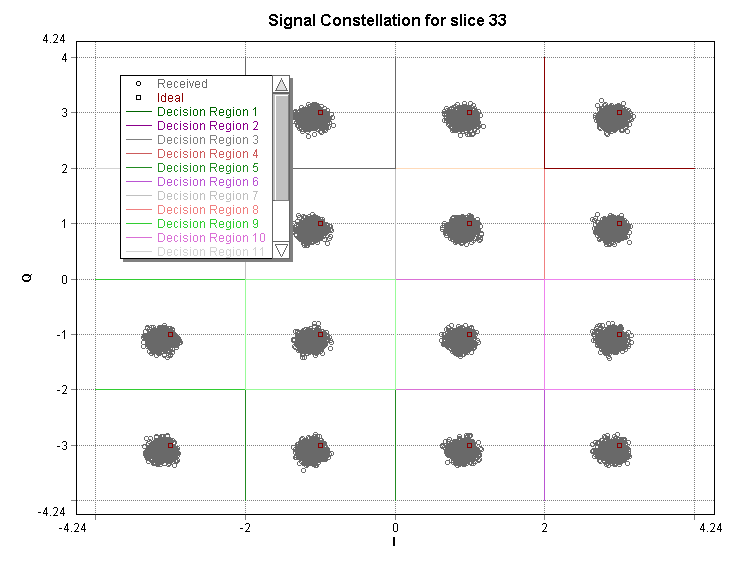 Signal Constellation for slice 33
4.24
4
3
2
1
0
-1
-2
-3
-4.24
Q
Received
Ideal
Decision Region 1
Decision Region 2
Decision Region 3
Decision Region 4
Decision Region 5
Decision Region 6
Decision Region 7
Decision Region 8
Decision Region 9
Decision Region 10
Decision Region 11
-4.24 -2 0 2 4.24
I